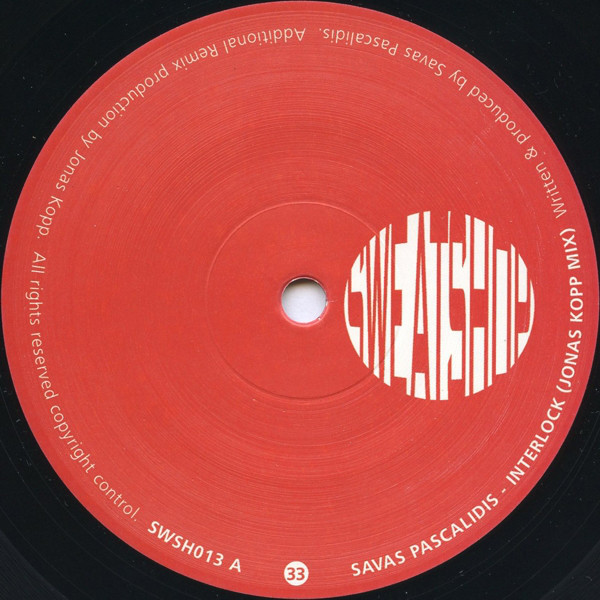 SWEATSHOP
SAVAS PASCALIDIS - INTERLOCK (JONAS KOPP MIX) Written & produced by Savas Pascalidis. Additional Remix production by Jonas Kopp. All rights reserved copyright control.
SWSH013 A
33